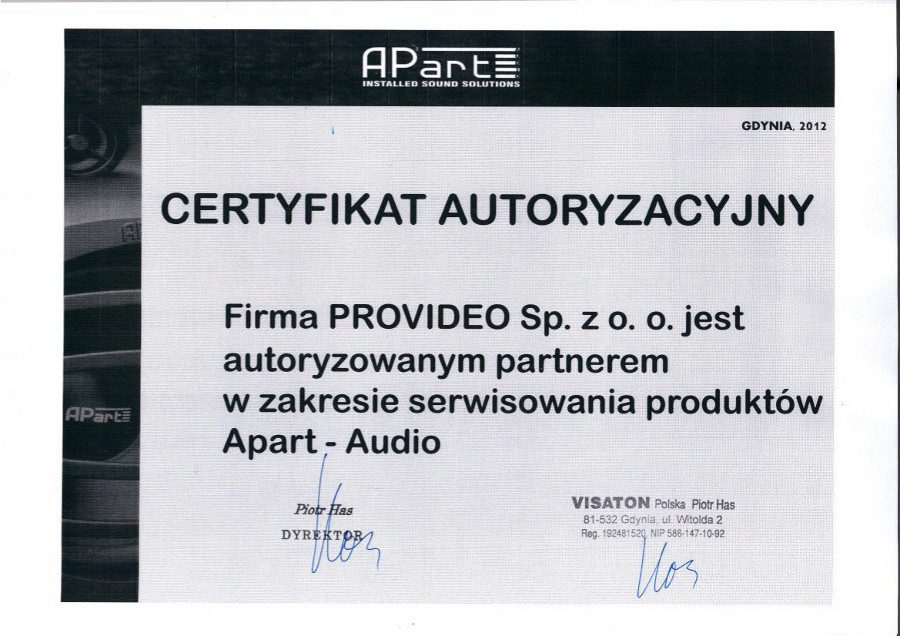 APart
INSTALLED SOUND SOLUTIONS
GDYNIA, 2012
CERTYFIKAT AUTORYZACYJNY
Firma PROVIDEO Sp. z o. o. jest
autoryzowanym partnerem
w zakresie serwisowania produktów
Apart - Audio
APart
Piotr Has
DYREKTOR
VISATON Polska Piotr Has
81-532 Gdynia, ul. Witolda 2
Reg. 192481520, NIP 586-147-10-92